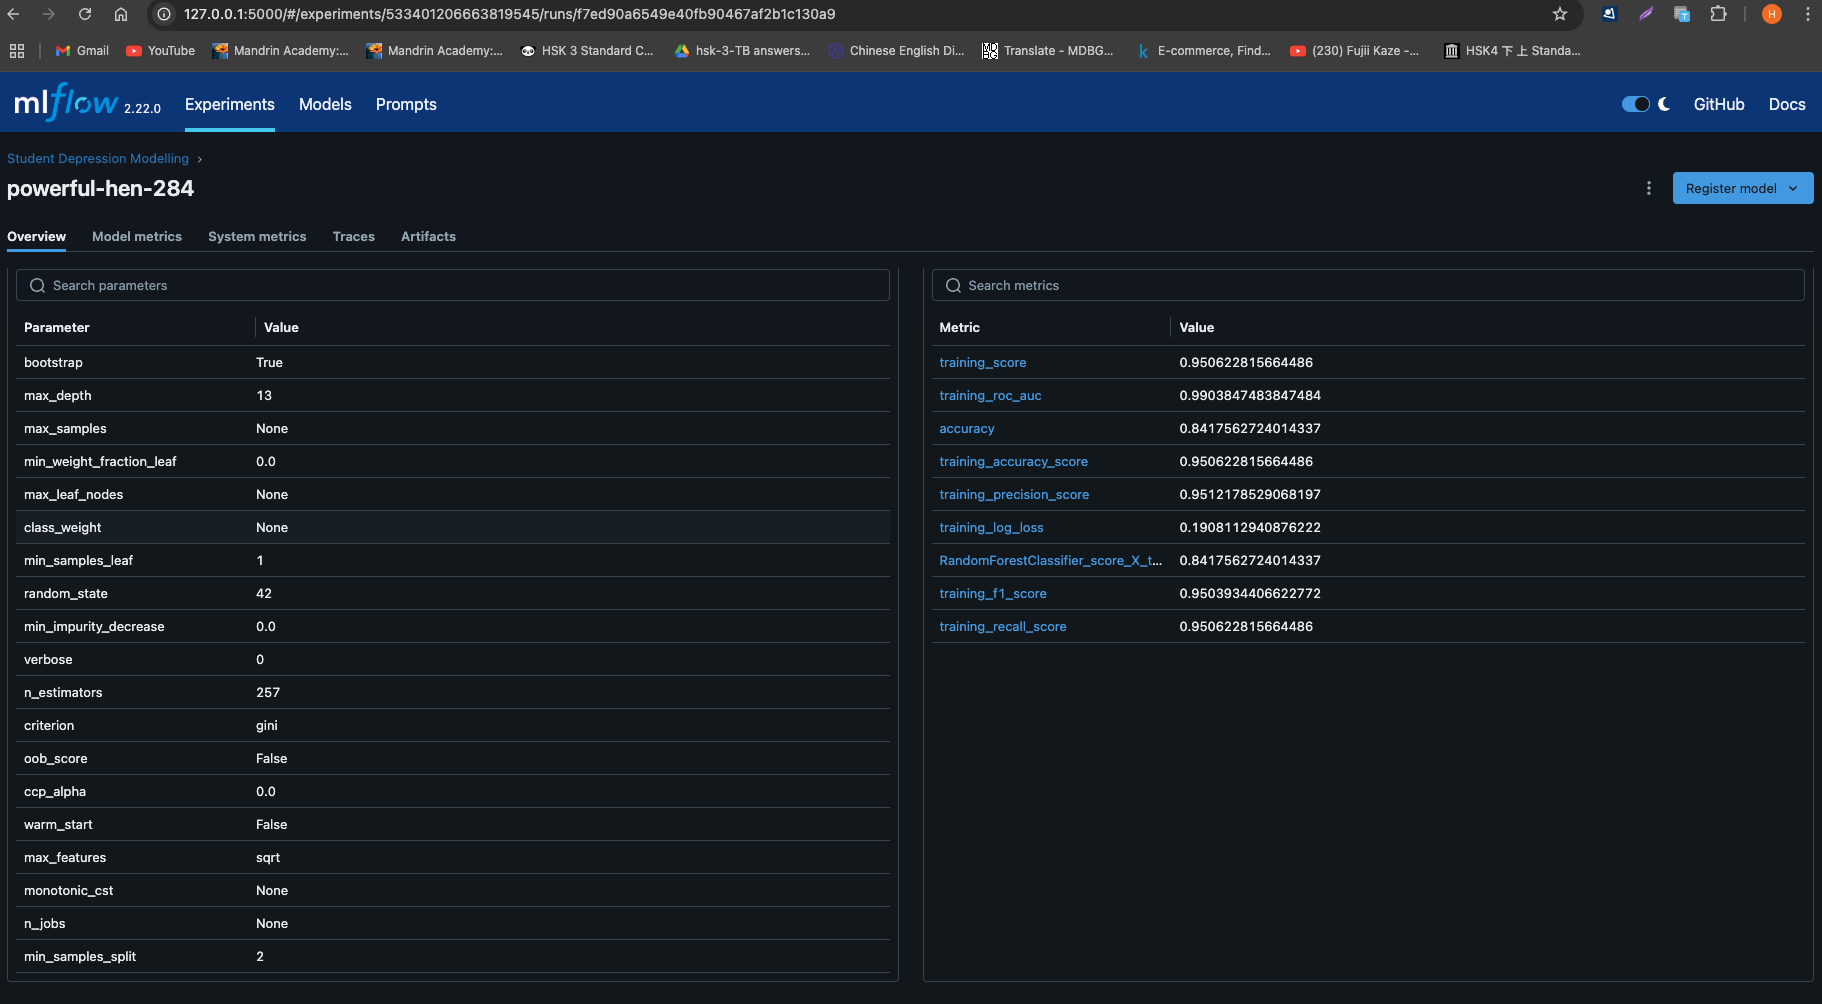 127.0.0.1:5000/#/experiments/533401206663819545/runs/f7ed90a6549e40fb90467af2b1c130a9
H
Gmail YouTube Mandrin Academy:... Mandrin Academy:... HSK 3 Standard C... hsk-3-TB answers... Chinese English Di... Translate - MDBG... E-commerce, Find... (230) Fujii Kaze -... HSK4 下 上 Standa...
mlflow 2.22.0 Experiments Models Prompts GitHub Docs
Student Depression Modelling ›
powerful-hen-284 Register model
Overview Model metrics System metrics Traces Artifacts
Search parameters
Parameter Value
bootstrap True
max_depth 13
max_samples None
min_weight_fraction_leaf 0.0
max_leaf_nodes None
class_weight None
min_samples_leaf 1
random_state 42
min_impurity_decrease 0.0
verbose 0
n_estimators 257
criterion gini
oob_score False
ccp_alpha 0.0
warm_start False
max_features sqrt
monotonic_cst None
n_jobs None
min_samples_split 2
Search metrics
Metric Value
training_score 0.950622815664486
training_roc_auc 0.9903847483847484
accuracy 0.8417562724014337
training_accuracy_score 0.950622815664486
training_precision_score 0.9512178529068197
training_log_loss 0.1908112940876222
RandomForestClassifier_score_X_t... 0.8417562724014337
training_f1_score 0.9503934406622772
training_recall_score 0.950622815664486